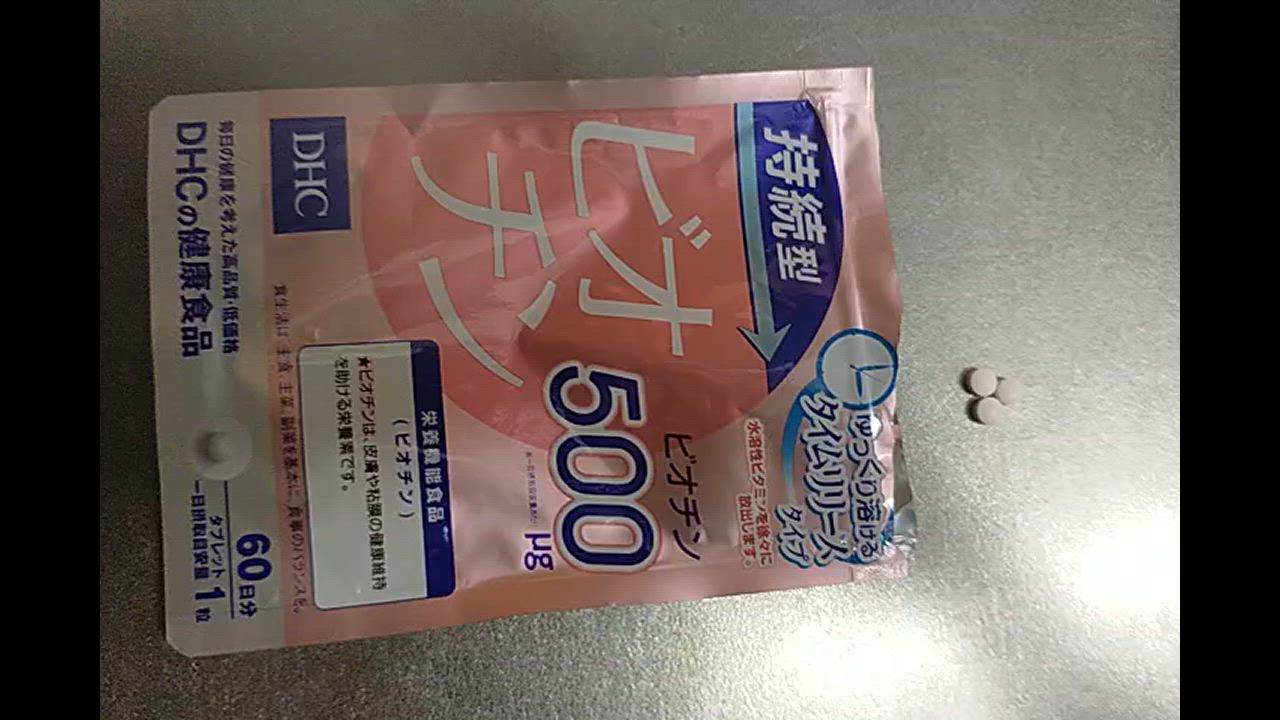 持続型
ゆっくり溶ける
タイムリリース
タイプ
水溶性ビタミンを徐々に
放出します。
ビオ
チン
ビオチン
500
μg
栄養機能食品
(ビオチン)
★ビオチンは、皮膚や粘膜の健康維持
を助ける栄養素です。
DHC
食生活は、主食、主菜、副菜を基本に、食事のバランスを。
毎日の健康を考えた高品質・低価格
DHCの健康食品
60日分
タブレット
一日目安量 1粒